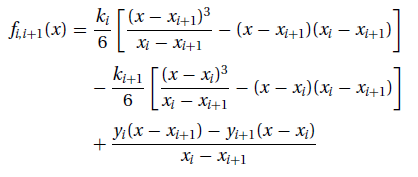 f_{i,i+1}(x) = \frac{k_i}{6} \left[ \frac{(x - x_{i+1})^3}{x_i - x_{i+1}} - (x - x_{i+1})(x_i - x_{i+1}) \right]
- \frac{k_{i+1}}{6} \left[ \frac{(x - x_i)^3}{x_i - x_{i+1}} - (x - x_i)(x_i - x_{i+1}) \right]
+ \frac{y_i(x - x_{i+1}) - y_{i+1}(x - x_i)}{x_i - x_{i+1}}